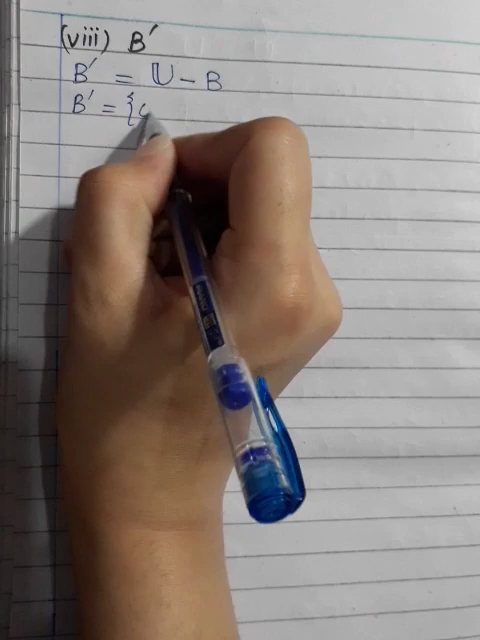 (viii) B′
B′ = 𝕌 – B
B′ = {